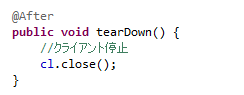 @After
public void tearDown() {
    //クライアント停止
    cl.close();
}